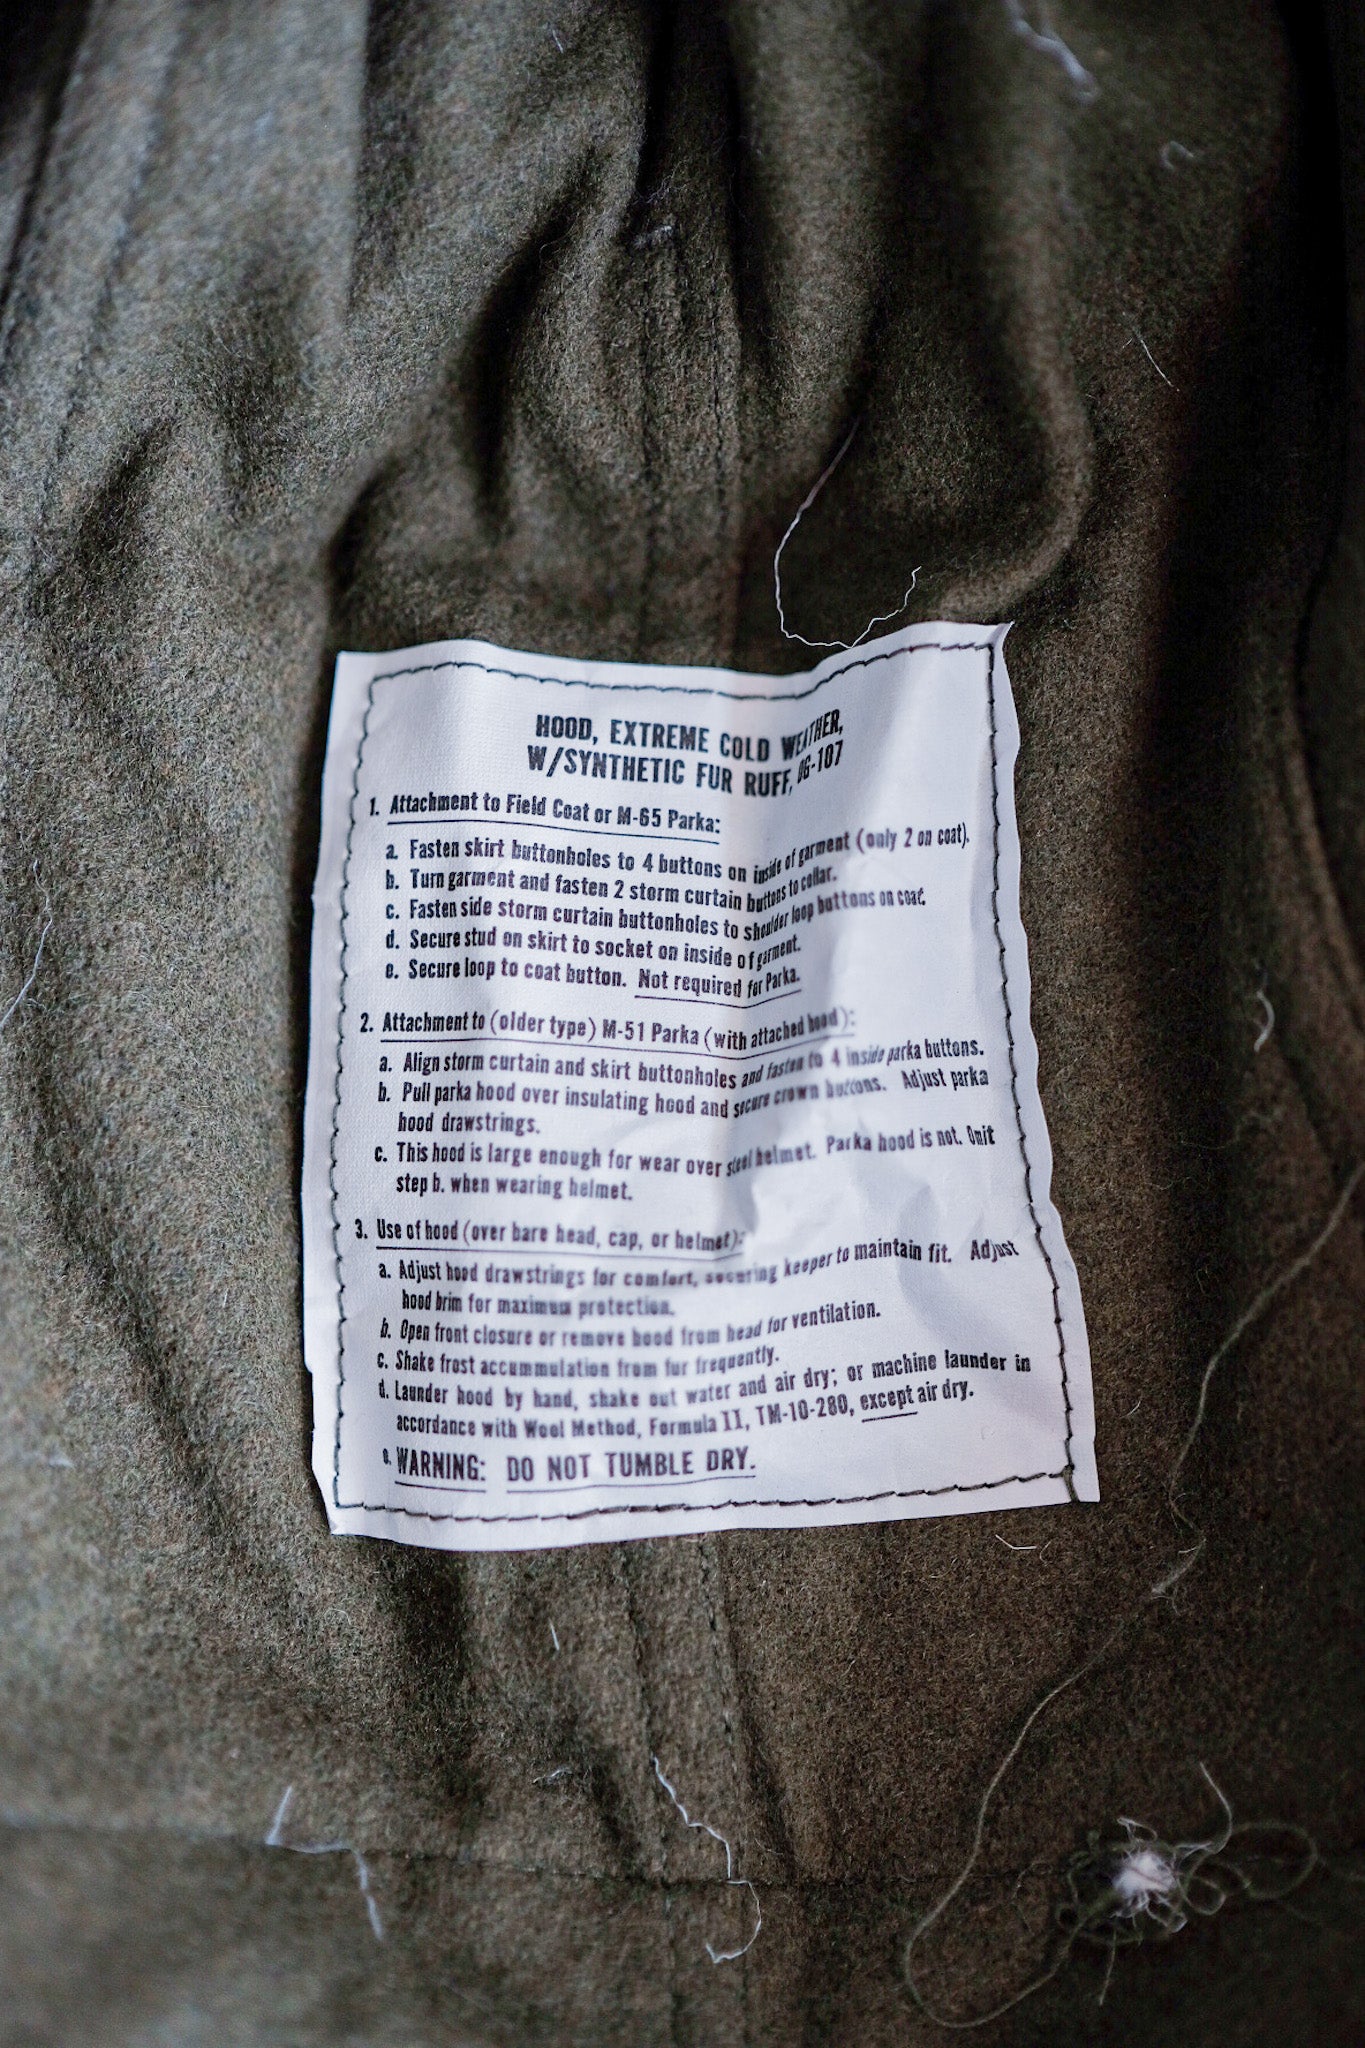 HOOD, EXTREME COLD WEATHER,
W/SYNTHETIC FUR RUFF, OG-107
1. Attachment to Field Coat or M-65 Parka:
a. Fasten skirt buttonholes to 4 buttons on inside of garment (only 2 on coat).
b. Turn garment and fasten 2 storm curtain buttons to collar.
c. Fasten side storm curtain buttonholes to shoulder loop buttons on coat.
d. Secure stud on skirt to socket on inside of garment.
e. Secure loop to coat button. Not required for Parka.
2. Attachment to (older type) M-51 Parka (with attached hood):
a. Align storm curtain and skirt buttonholes and fasten to 4 inside parka buttons.
b. Pull parka hood over insulating hood and secure crown buttons. Adjust parka
hood drawstrings.
c. This hood is large enough for wear over steel helmet. Parka hood is not. Omit
step b. when wearing helmet.
3. Use of hood (over bare head, cap, or helmet):
a. Adjust hood drawstrings for comfort, securing keeper to maintain fit. Adjust
hood brim for maximum protection.
b. Open front closure or remove hood from head for ventilation.
c. Shake frost accummulation from fur frequently.
d. Launder hood by hand, shake out water and air dry; or machine launder in
accordance with Wool Method, Formula II, TM-10-280, except air dry.
e. WARNING: DO NOT TUMBLE DRY.